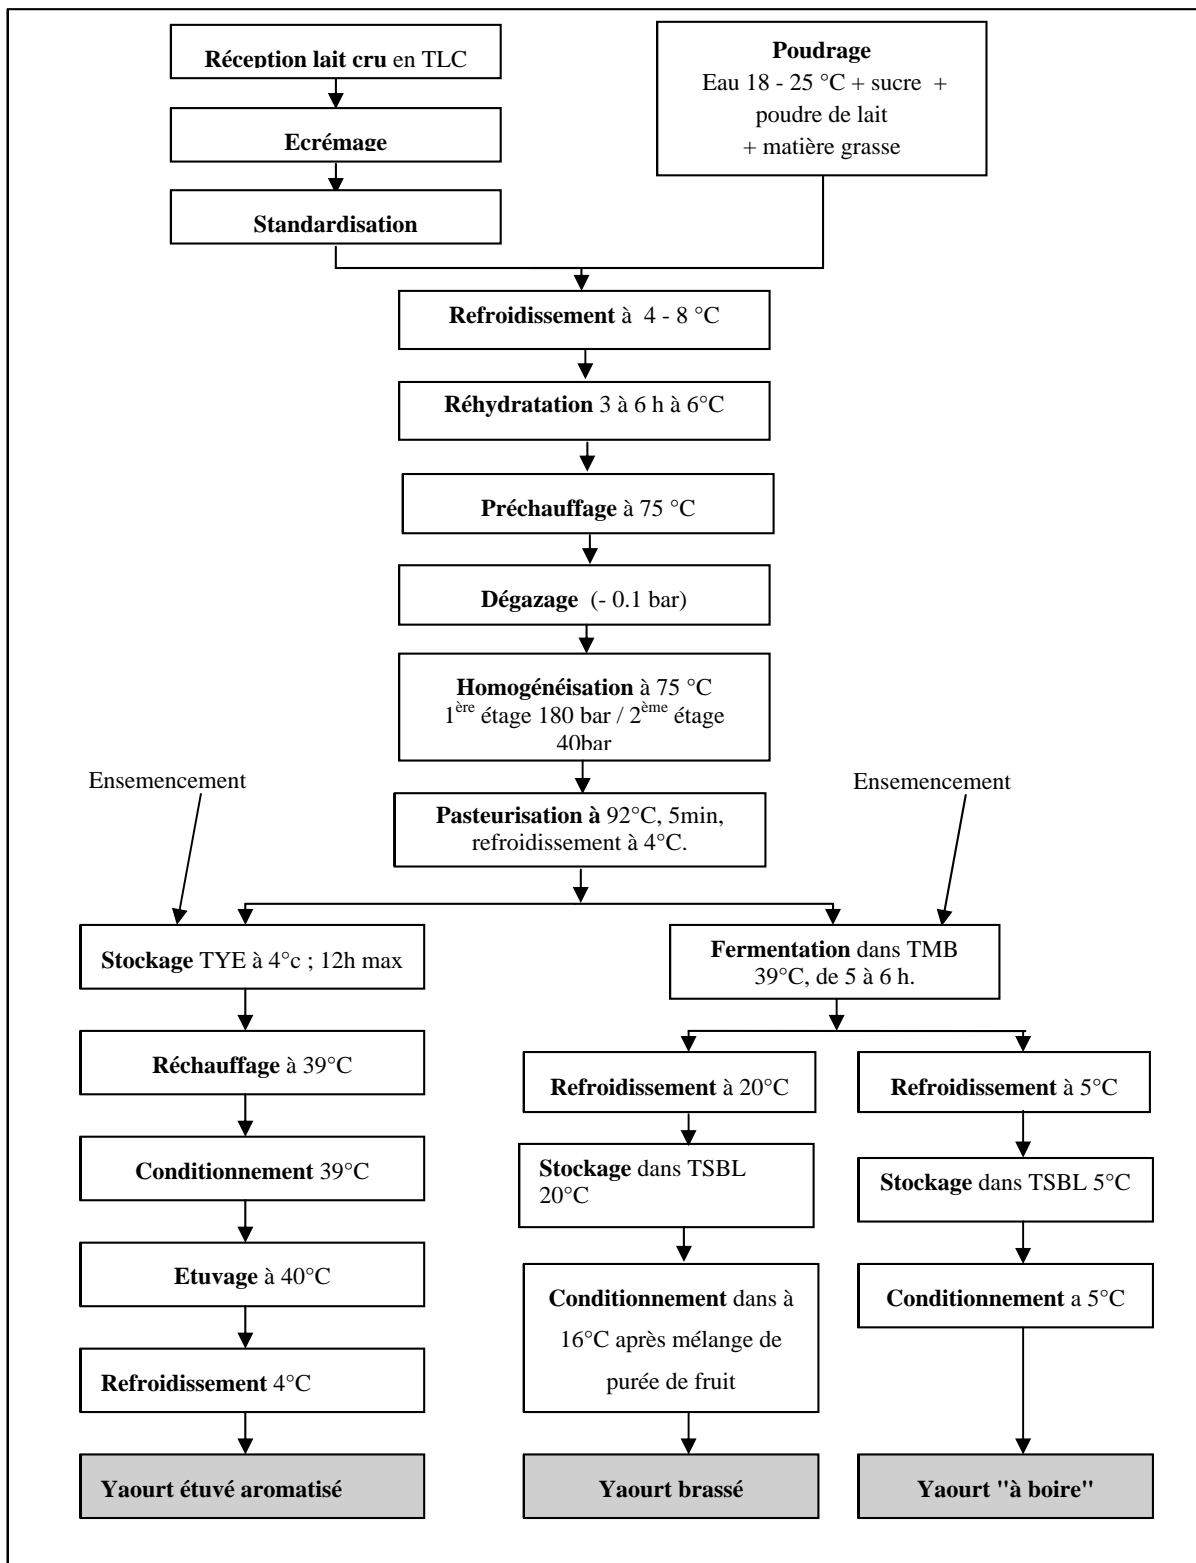 Réception lait cru en TLC
Poudrage
Eau 18 - 25 °C + sucre +
poudre de lait
+ matière grasse
Ecrémage
Standardisation
Refroidissement à 4 - 8 °C
Réhydratation 3 à 6 h à 6°C
Préchauffage à 75 °C
Dégazage (- 0.1 bar)
Homogénéisation à 75 °C
1ère étage 180 bar / 2ème étage
40bar
Ensemencement
Ensemencement
Pasteurisation à 92°C, 5min,
refroidissement à 4°C.
Stockage TYE à 4°c ; 12h max
Réchauffage à 39°C
Conditionnement 39°C
Etuvage à 40°C
Refroidissement 4°C
Yaourt étuvé aromatisé
Fermentation dans TMB
39°C, de 5 à 6 h.
Refroidissement à 20°C
Stockage dans TSBL
20°C
Conditionnement dans à
16°C après mélange de
purée de fruit
Yaourt brassé
Refroidissement à 5°C
Stockage dans TSBL 5°C
Conditionnement a 5°C
Yaourt "à boire"